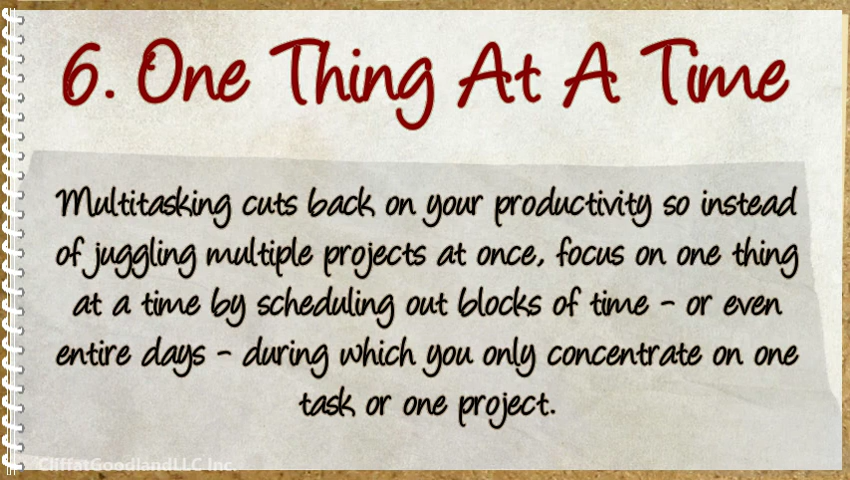 6. One Thing At A Time
Multitasking cuts back on your productivity so instead
of juggling multiple projects at once, focus on one thing
at a time by scheduling out blocks of time - or even
entire days - during which you only concentrate on one
task or one project.
CliffatGoodlandLLC Inc.